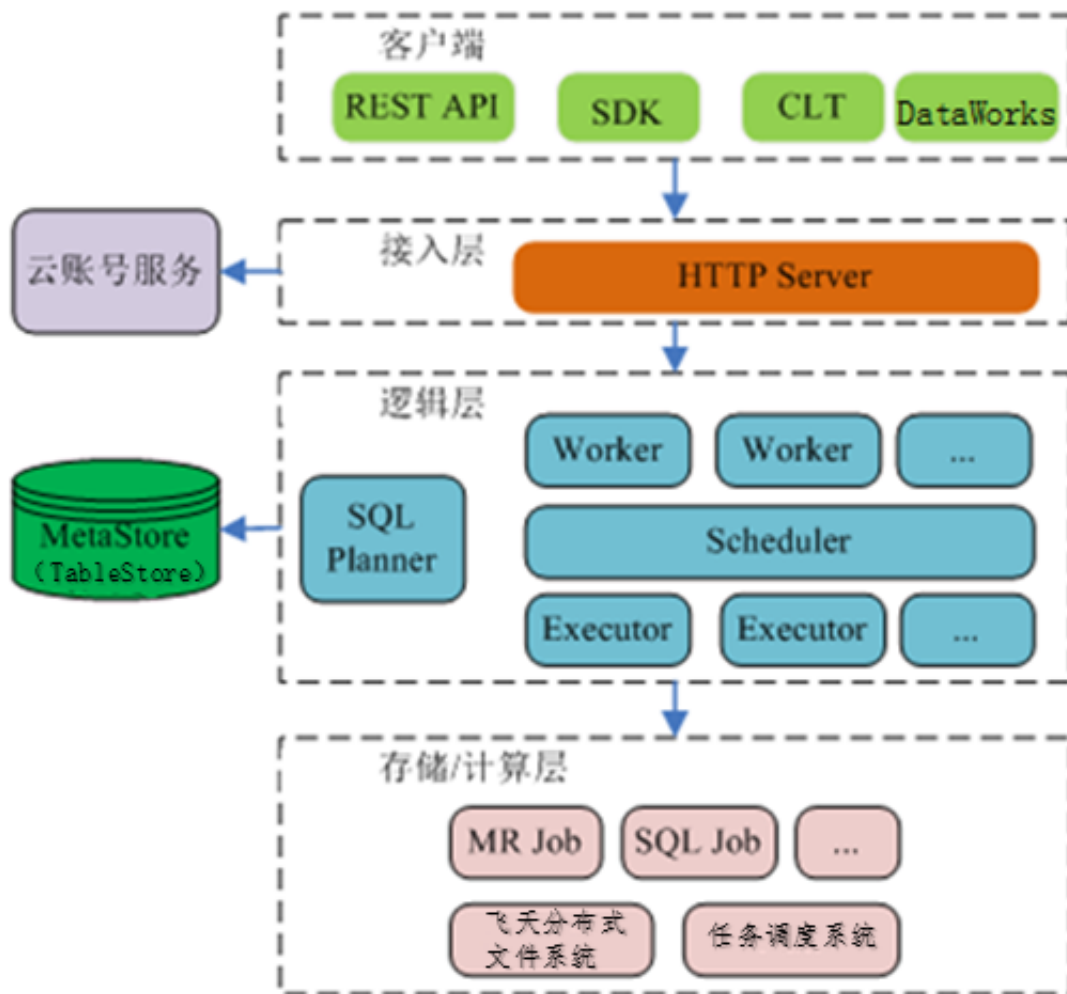 客户端
REST API
SDK
CLT
DataWorks
云账号服务
接入层
HTTP Server
逻辑层
Worker
Worker
...
MetaStore
（TableStore）
SQL
Planner
Scheduler
Executor
Executor
...
存储/计算层
MR Job
SQL Job
...
飞天分布式
文件系统
任务调度系统